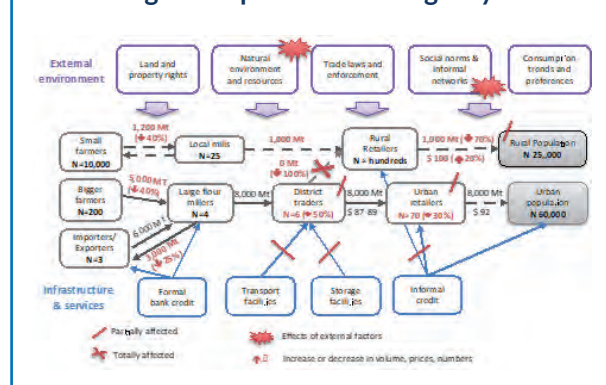 External
environment
Land and
property rights
Natural
environment
and resources
Trade laws and
enforcement
Social norms &
informal
networks
Consumption
trends and
preferences
Small
farmers
N=10,000
1,200 Mt
(⬇40%)
Local mills
N=25
1,000 Mt
Rural
Retailers
N = hundreds
1,000 Mt (⬇70%)
$ 100 (⬆20%)
Rural Population
N 25,,000
0 Mt
(⬇100%)
Bigger
farmers
N=200
5,000 Mt
(⬇40%)
Large flour
millers
N=4
8,000 Mt
District
traders
N=6 (⬇50%)
8,000 Mt
$ 87-89
Urban
retailers
N=70 (⬇30%)
8,000 Mt
$ 92
Urban
population
N 60,000
Importers/
Exporters
N=3
6,000 Mt
3,000 Mt
(⬇75%)
Infrastructure
& services
Formal
bank credit
Transport
facilities
Storage
facilities
Informal
credit
Partially affected
Totally affected
Effects of external factors
Increase or decrease in volume, prices, numbers